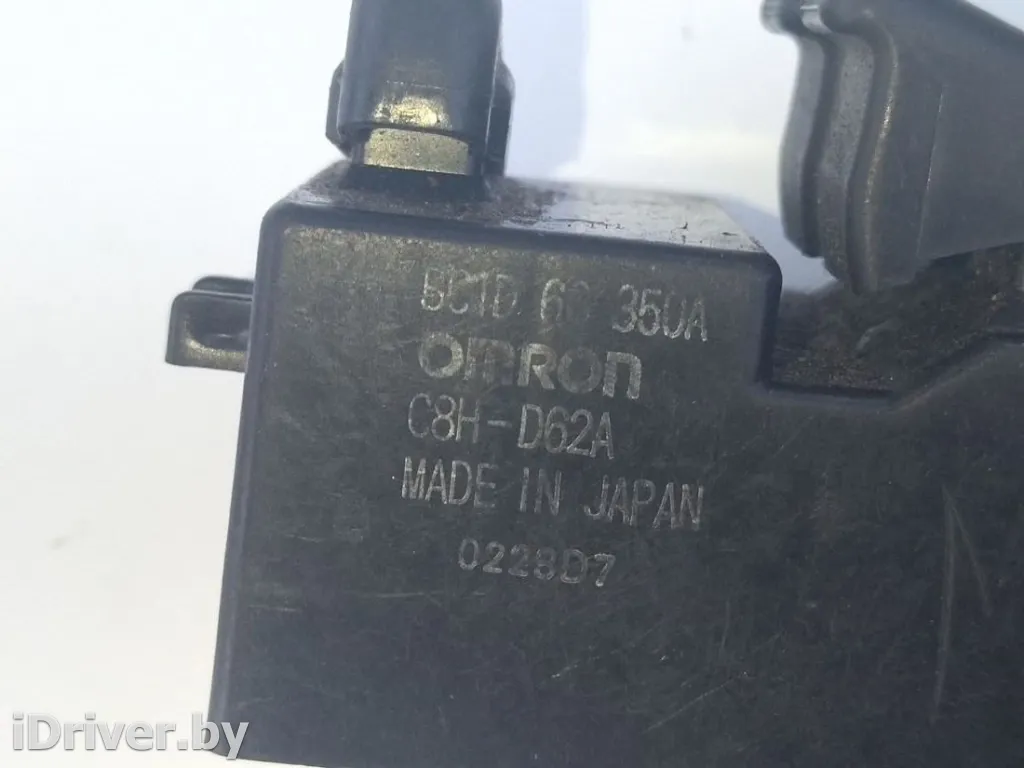 350A
OMRON
C8H-D62A
MADE IN JAPAN
0228D7
iDriver.by